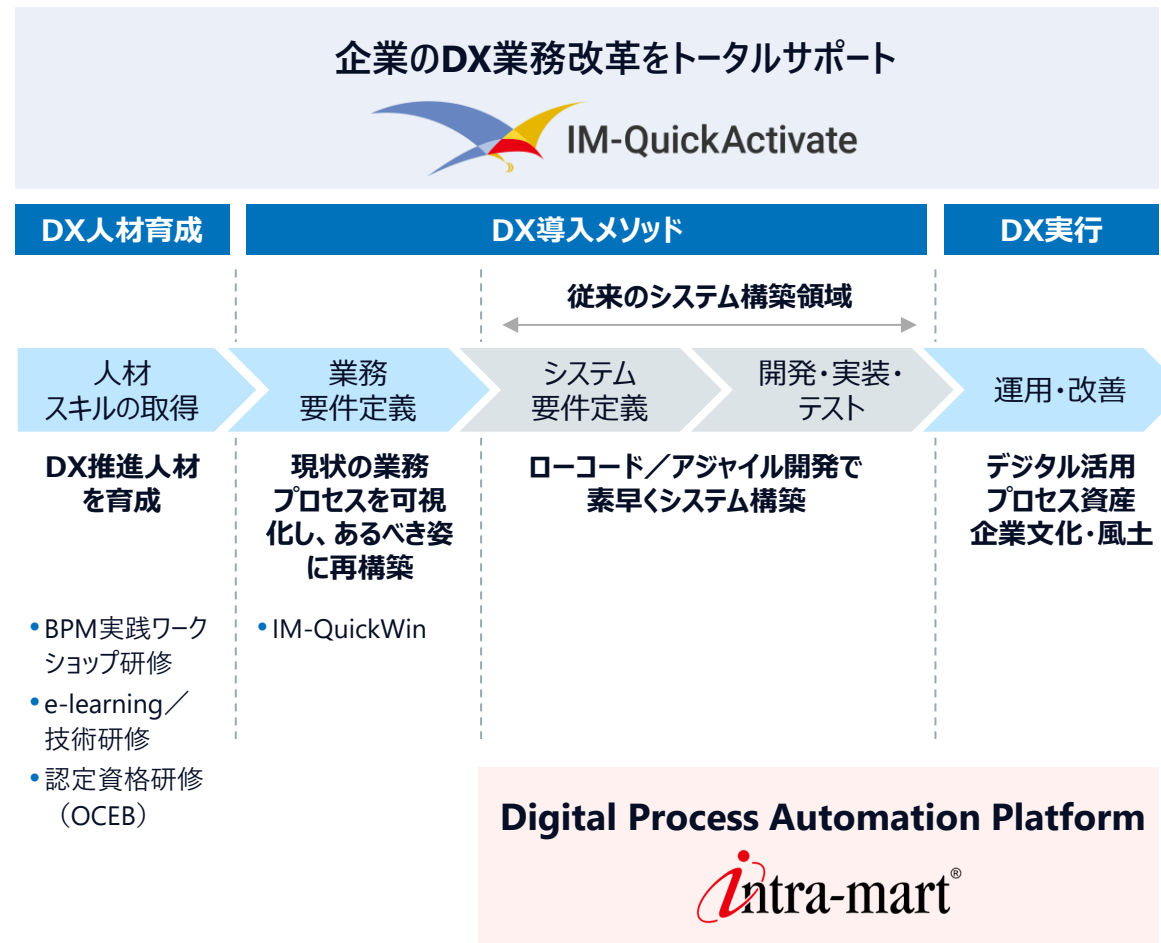 企業のDX業務改革をトータルサポート
IM-QuickActivate
DX人材育成
DX導入メソッド
DX実行
従来のシステム構築領域
人材
スキルの取得
業務
要件定義
システム
要件定義
開発・実装・
テスト
運用・改善
DX推進人材
を育成
現状の業務
プロセスを可視
化し、あるべき姿
に再構築
ローコード／アジャイル開発で
素早くシステム構築
デジタル活用
プロセス資産
企業文化・風土
•BPM実践ワーク
ショップ研修
•e-learning／
技術研修
•認定資格研修
（OCEB）
•IM-QuickWin
Digital Process Automation Platform
intra-mart®